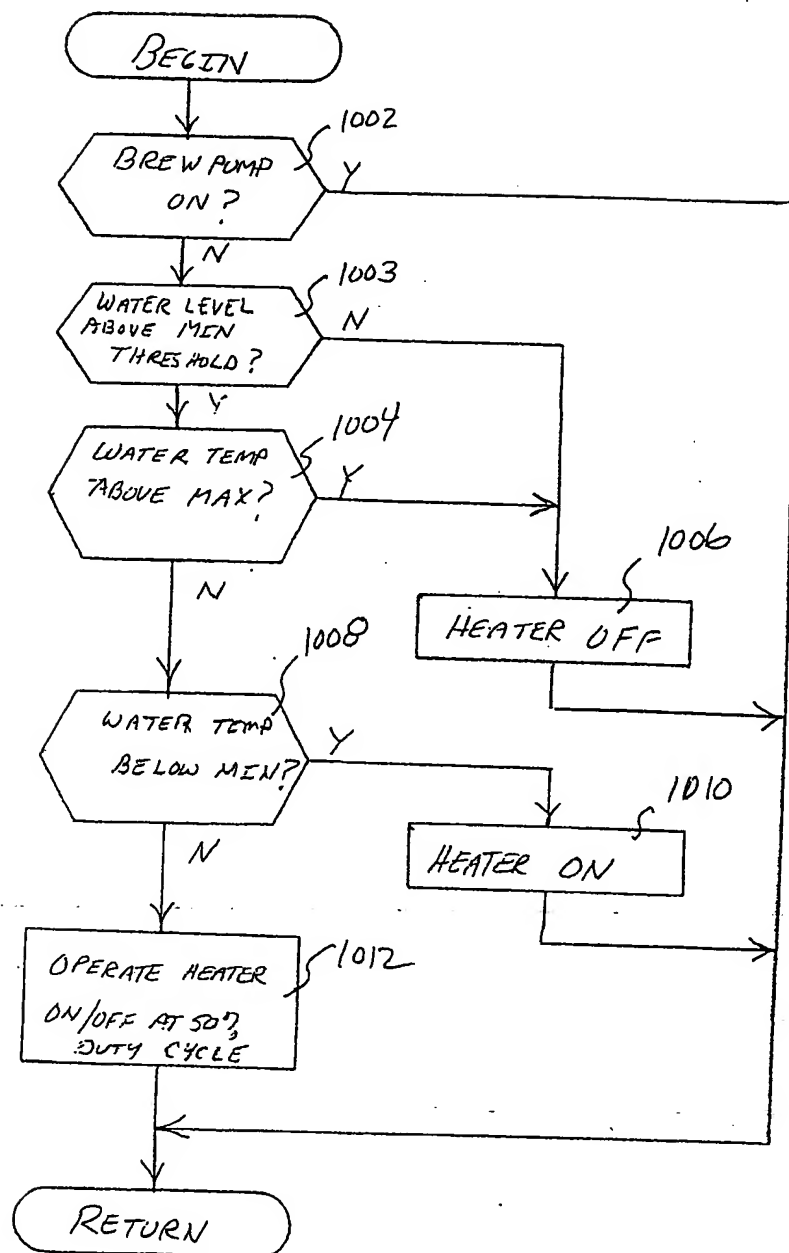 BEGIN
1002
BREW PUMP
ON?
Y
N
1003
WATER LEVEL
ABOVE MIN
THRESHOLD?
N
Y
1004
WATER TEMP
ABOVE MAX?
Y
N
1006
HEATER OFF
1008
WATER TEMP
BELOW MIN?
Y
N
1010
HEATER ON
1012
OPERATE HEATER
ON/OFF AT 50%
DUTY CYCLE
RETURN